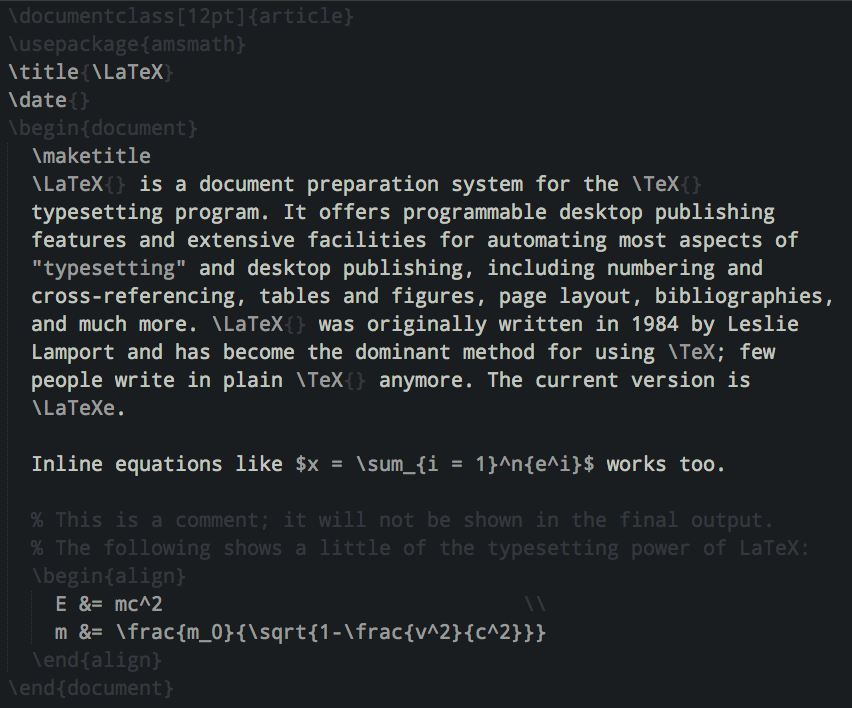 \documentclass[12pt]{article}
\usepackage{amsmath}
\title{\LaTeX}
\date{}
\begin{document}
\maketitle
\LaTeX{} is a document preparation system for the \TeX{}
typesetting program. It offers programmable desktop publishing
features and extensive facilities for automating most aspects of
"typesetting" and desktop publishing, including numbering and
cross-referencing, tables and figures, page layout, bibliographies,
and much more. \LaTeX{} was originally written in 1984 by Leslie
Lamport and has become the dominant method for using \TeX; few
people write in plain \TeX{} anymore. The current version is
\LaTeXe.
Inline equations like $x = \sum_{i = 1}^n{e^i}$ works too.
% This is a comment; it will not be shown in the final output.
% The following shows a little of the typesetting power of LaTeX:
\begin{align}
E &= mc^2 \\
m &= \frac{m_0}{\sqrt{1-\frac{v^2}{c^2}}}
\end{align}
\end{document}